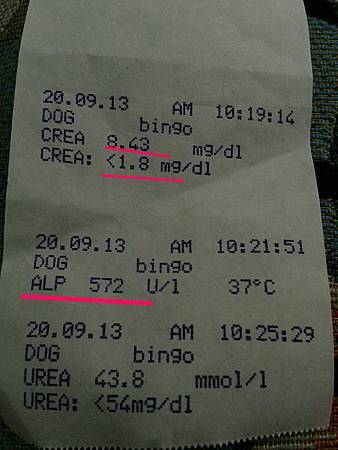 20.09.13 AM 10:19:14
DOG bingo
CREA 8.43 mg/dl
CREA: <1.8 mg/dl
20.09.13 AM 10:21:51
DOG bingo
ALP 572 U/l 37°C
20.09.13 AM 10:25:29
DOG bingo
UREA 43.8 mmol/l
UREA: <54mg/dl